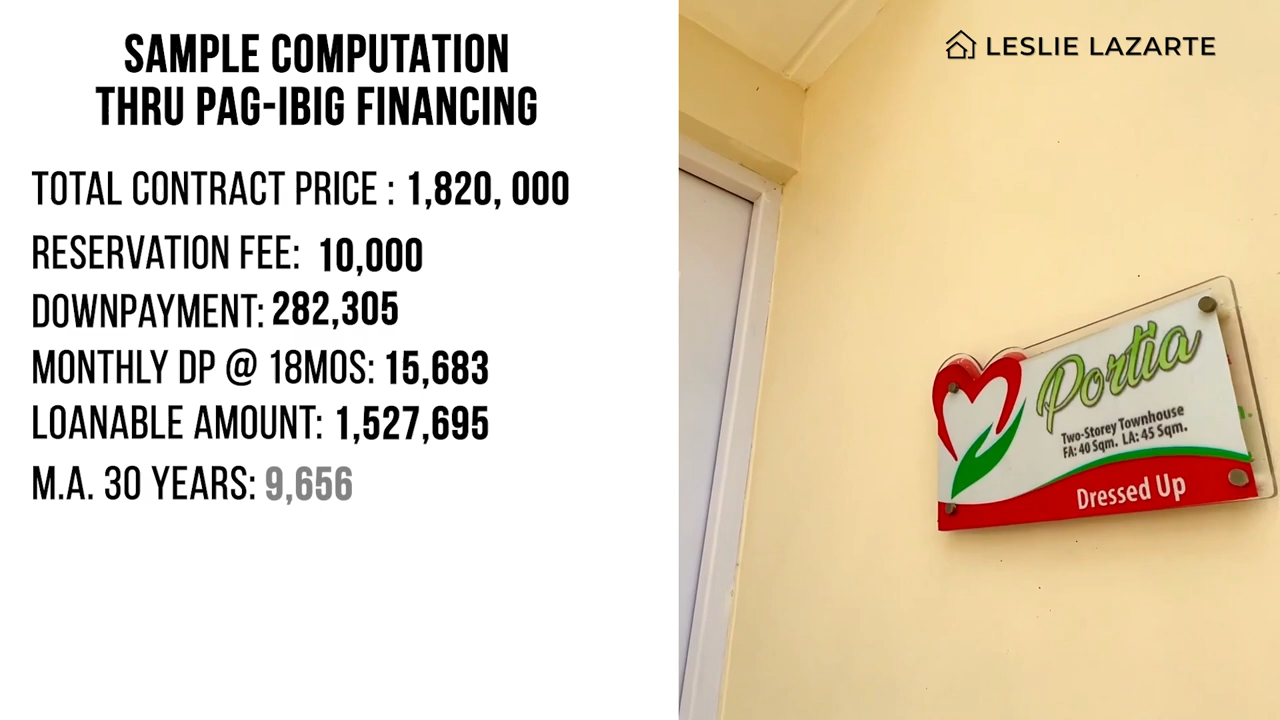 SAMPLE COMPUTATION
THRU PAG-IBIG FINANCING
TOTAL CONTRACT PRICE : 1,820, 000
RESERVATION FEE: 10,000
DOWNPAYMENT: 282,305
MONTHLY DP @ 18MOS: 15,683
LOANABLE AMOUNT: 1,527,695
M.A. 30 YEARS: 9,656
LESLIE LAZARTE
Portia
Two-Storey Townhouse
FA: 40 Sqm. LA: 45 Sqm.
Dressed Up